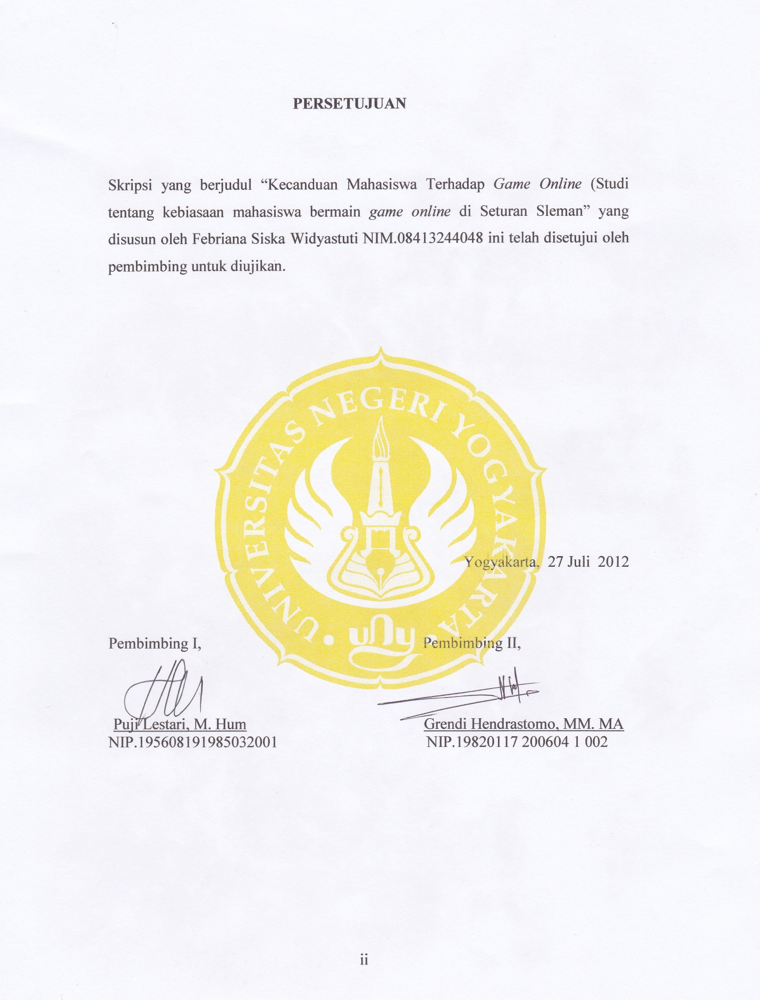 PERSETUJUAN
Skripsi yang berjudul “Kecanduan Mahasiswa Terhadap Game Online (Studi
tentang kebiasaan mahasiswa bermain game online di Seturan Sleman” yang
disusun oleh Febriana Siska Widyastuti NIM.08413244048 ini telah disetujui oleh
pembimbing untuk diujikan.
UNIVERSITAS NEGERI YOGYAKARTA
Yogyakarta, 27 Juli 2012
uny
Pembimbing I,
Pembimbing II,
Puji Lestari, M. Hum
Grendi Hendrastomo, MM. MA
NIP.195608191985032001
NIP.19820117 200604 1 002
ii